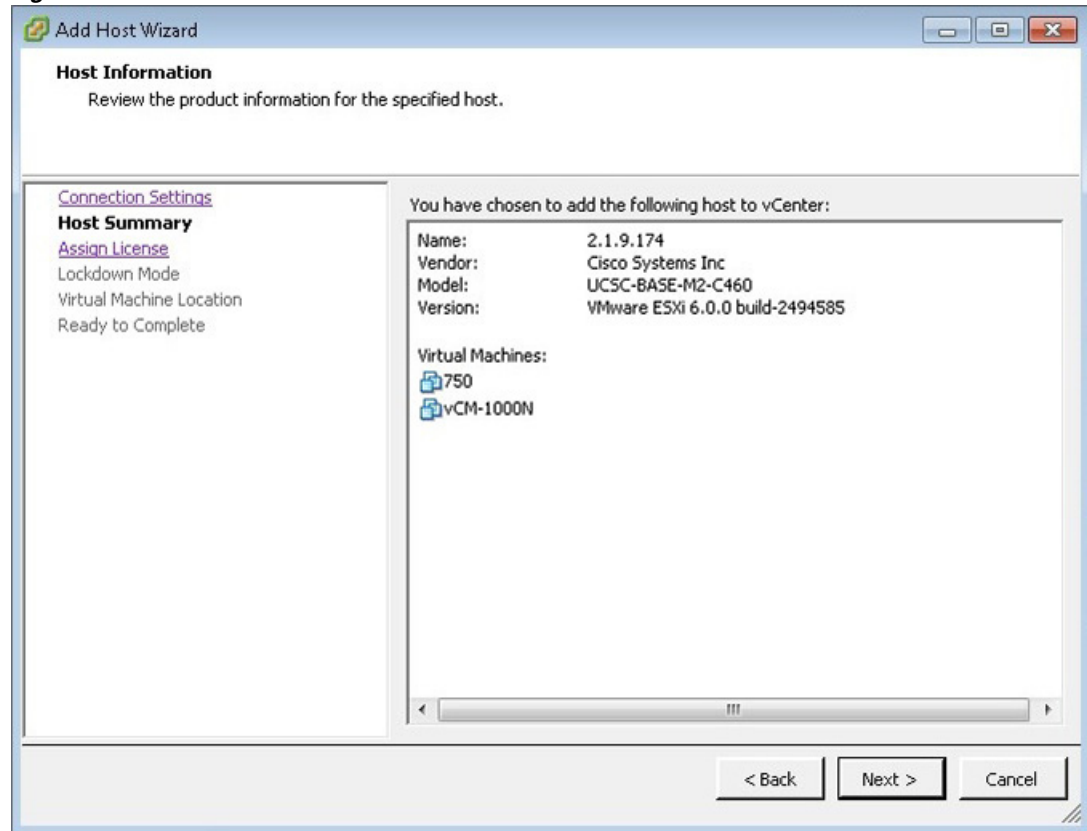 Add Host Wizard
Host Information
Review the product information for the specified host.
Connection Settings
Host Summary
Assign License
Lockdown Mode
Virtual Machine Location
Ready to Complete
You have chosen to add the following host to vCenter:
Name: 2.1.9.174
Vendor: Cisco Systems Inc
Model: UCSC-BASE-M2-C460
Version: VMware ESXi 6.0.0 build-2494585
Virtual Machines:
750
vCM-1000N
< Back Next > Cancel